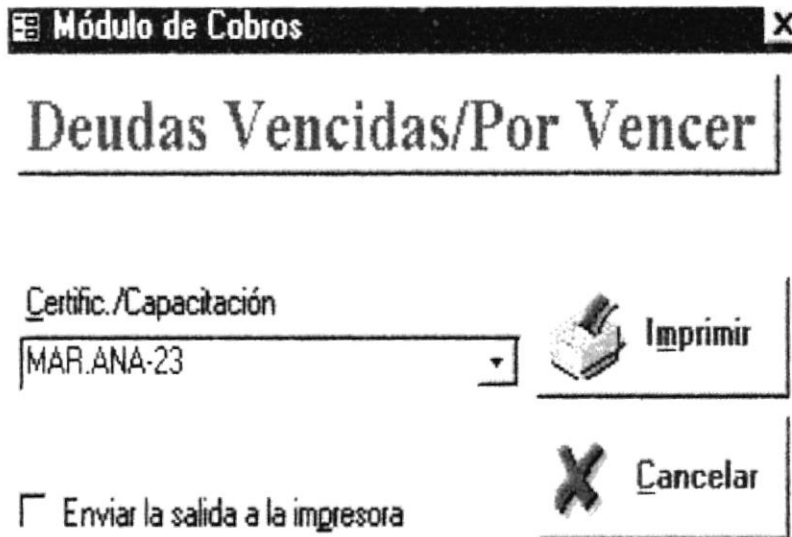 Módulo de Cobros
Deudas Vencidas/Por Vencer
Certific./Capacitación
MAR.ANA-23
Imprimir
Cancelar
Enviar la salida a la impresora